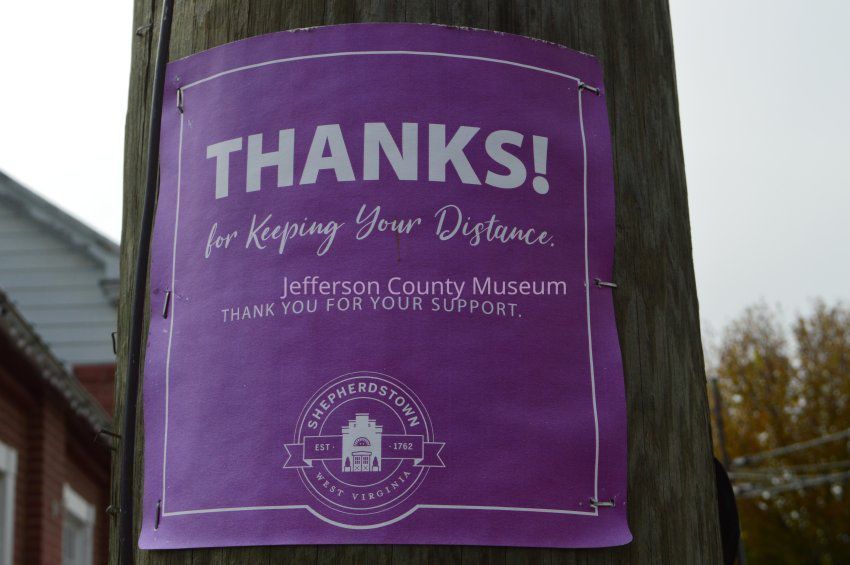 THANKS!
for Keeping Your Distance.
Jefferson County Museum
THANK YOU FOR YOUR SUPPORT.
SHEPHERDSTOWN
EST · · 1762
WEST VIRGINIA